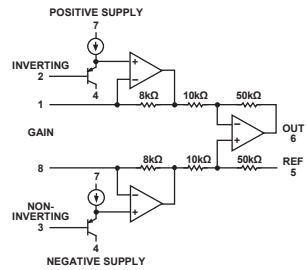 POSITIVE SUPPLY
7
INVERTING
2
4
1
8kΩ 10kΩ 50kΩ
GAIN
OUT
6
8kΩ 10kΩ 50kΩ
8
REF
5
7
NON-
INVERTING
3
4
NEGATIVE SUPPLY